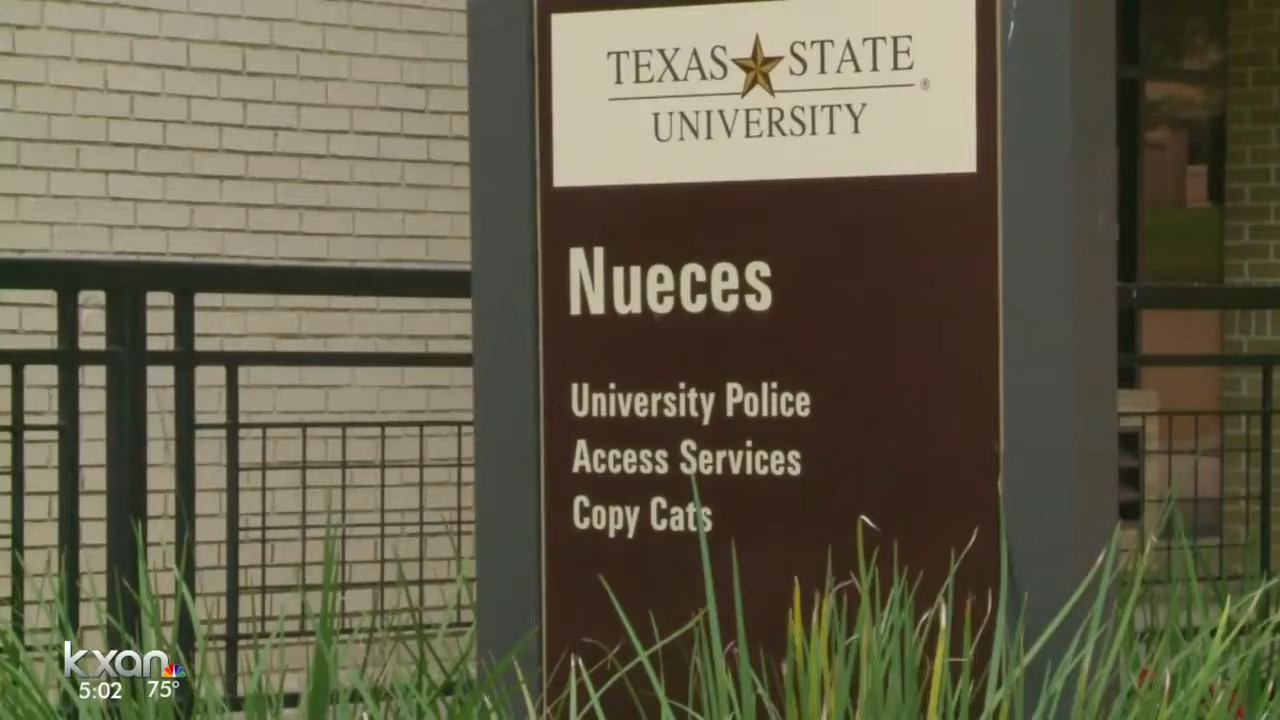 TEXAS STATE
®
UNIVERSITY
Nueces
University Police
Access Services
Copy Cats
kxan
5:02 75°